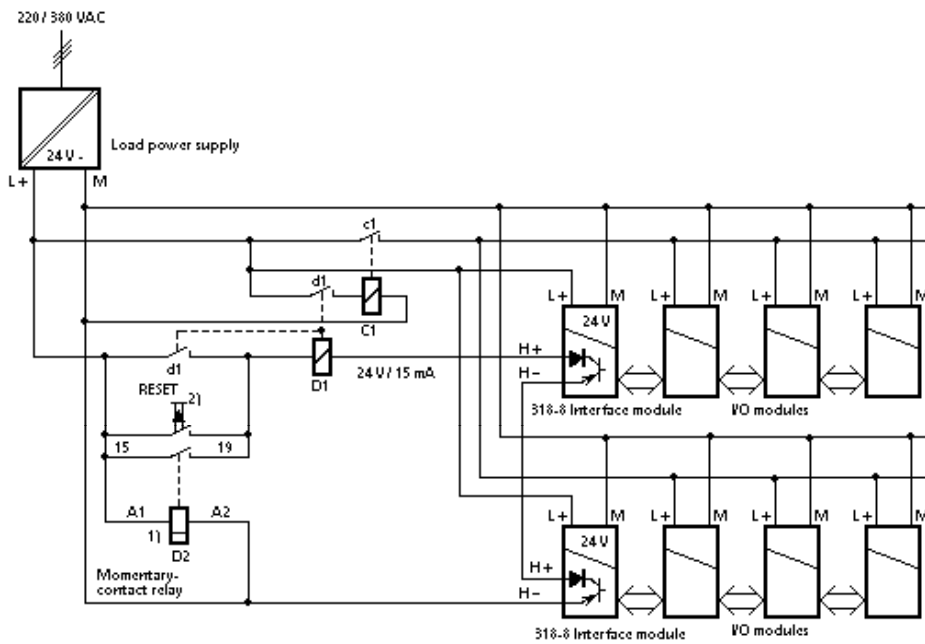 220 / 380 VAC
24 V -
Load power supply
L+ M
c1
d1
C1
L+ M L+ M L+ M L+
24 V
H+
H-
d1
D1
24 V / 15 mA
RESET
2)
318-8 Interface module
I/O modules
15 19
A1 A2
1)
D2
L+ M L+ M L+ M L+
24 V
H+
H-
Momentary-
contact relay
318-8 Interface module
I/O modules